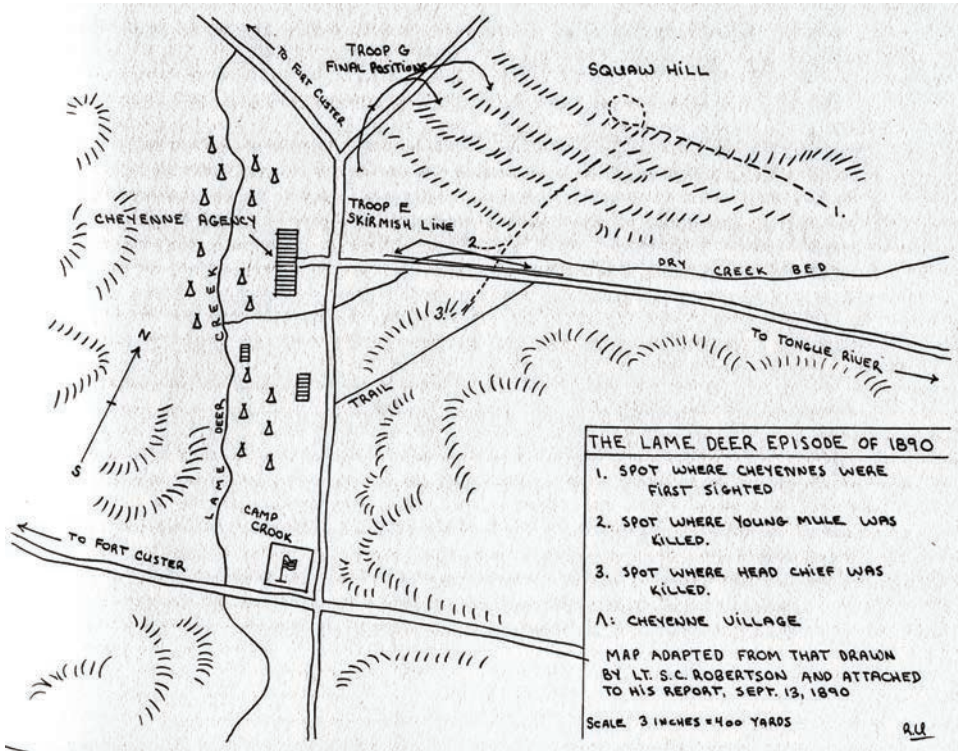 TO FORT CUSTER
TROOP G
FINAL POSITIONS
SQUAW HILL
1.
CHEYENNE AGENCY
TROOP E
SKIRMISH LINE
2.
DRY CREEK BED
3.
TO TONGUE RIVER
N
S
TRAIL
LAME DEER CREEK
CAMP
CROOK
TO FORT CUSTER
THE LAME DEER EPISODE OF 1890
1. SPOT WHERE CHEYENNES WERE
FIRST SIGHTED
2. SPOT WHERE YOUNG MULE WAS
KILLED.
3. SPOT WHERE HEAD CHIEF WAS
KILLED.
Λ: CHEYENNE VILLAGE
MAP ADAPTED FROM THAT DRAWN
BY LT. S.C. ROBERTSON AND ATTACHED
TO HIS REPORT, SEPT. 13, 1890
SCALE 3 INCHES = 400 YARDS